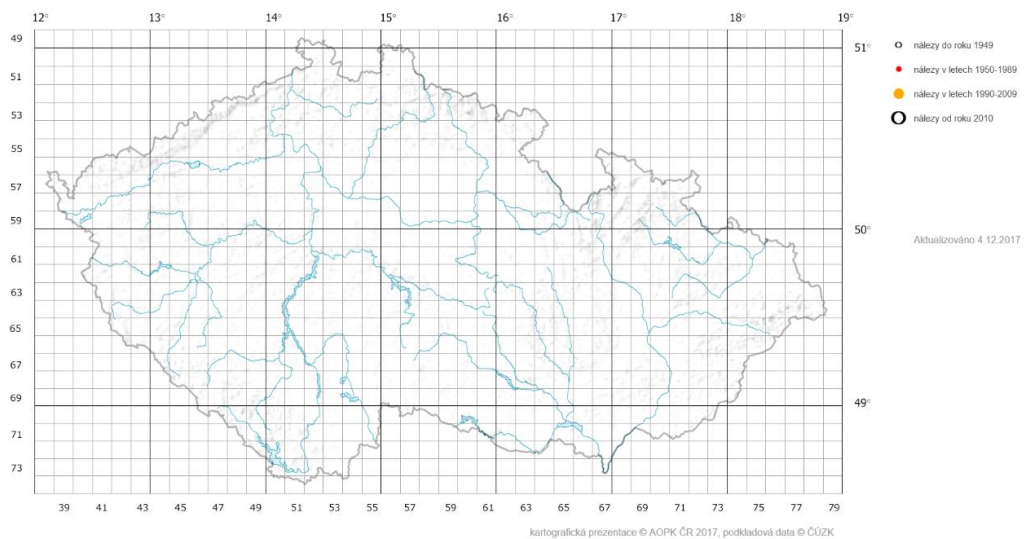 12° 13° 14° 15° 16° 17° 18° 19°
49
51°
51
53
55
57
59
50°
61
63
65
67
69
49°
71
73
39 41 43 45 47 49 51 53 55 57 59 61 63 65 67 69 71 73 75 77 79
nálezy do roku 1949
nálezy v letech 1950-1989
nálezy v letech 1990-2009
nálezy od roku 2010
Aktualizováno 4.12.2017
kartografická prezentace © AOPK ČR 2017, podkladová data © ČÚZK